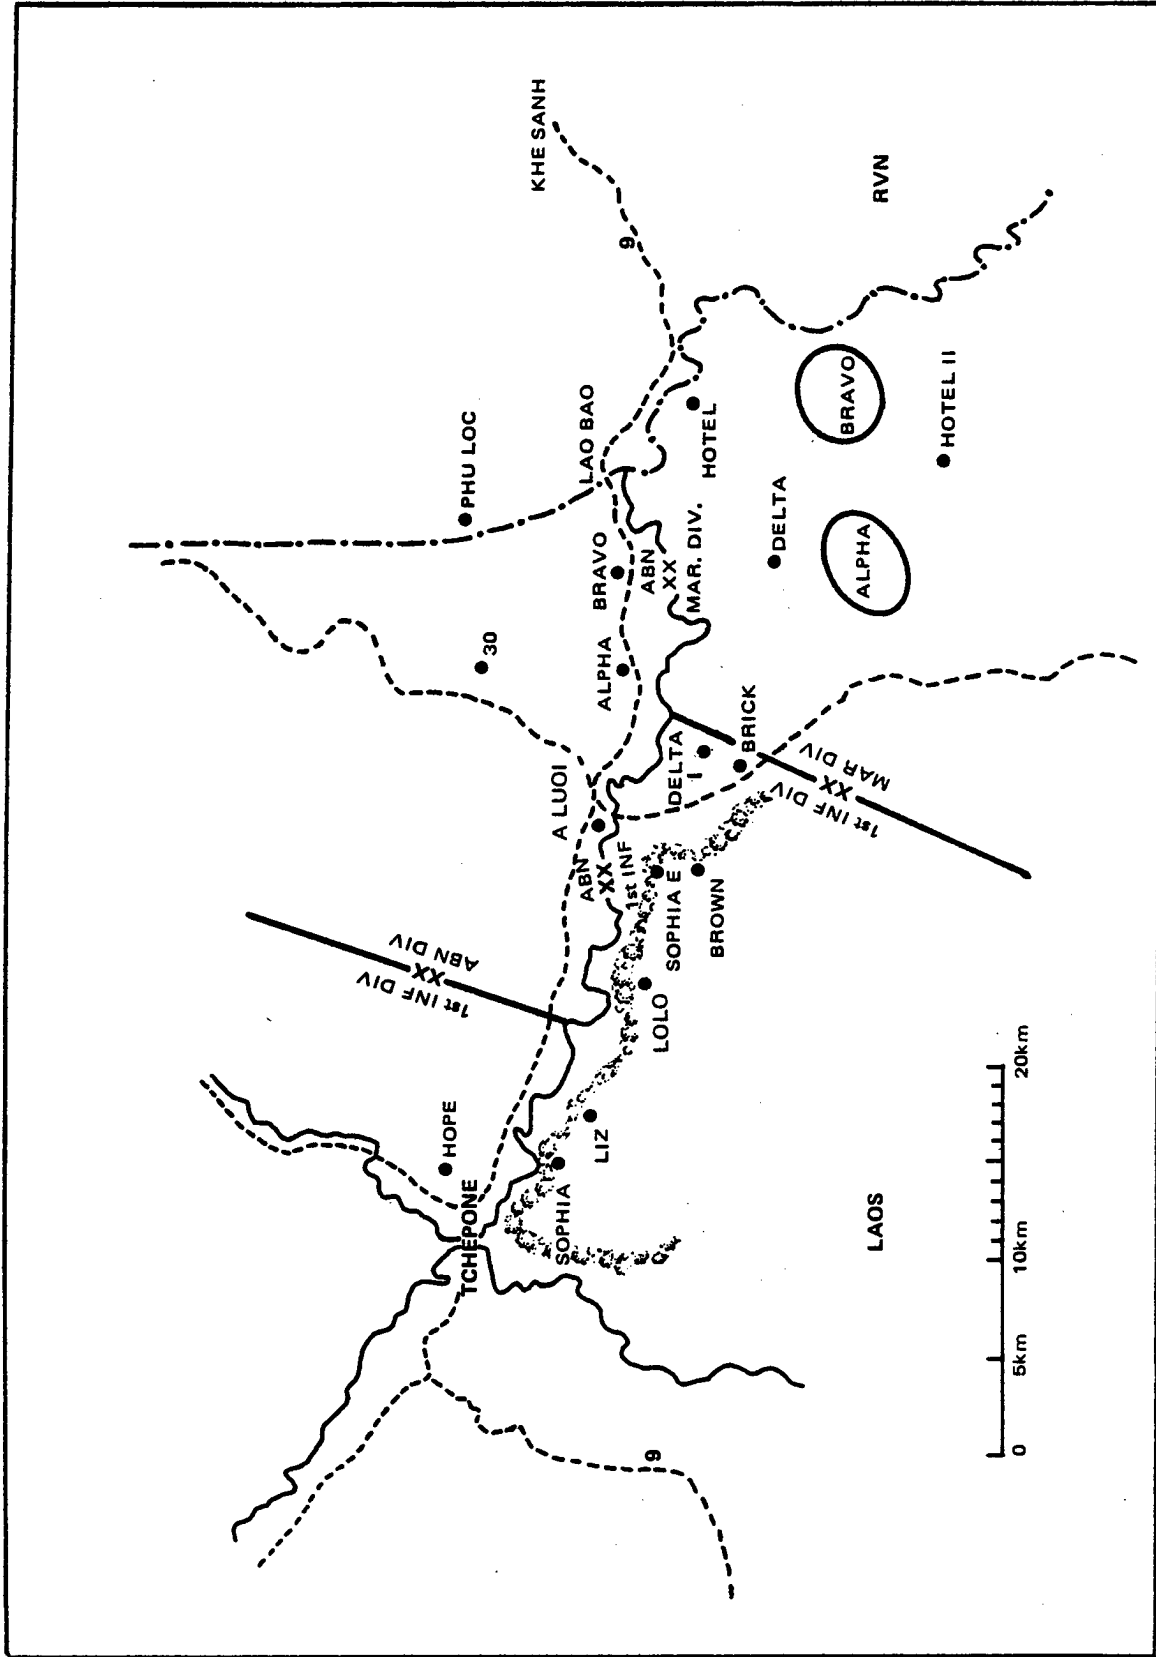 KHE SANH
9
RVN
PHU LOC
LAO BAO
HOTEL
BRAVO
HOTEL II
30
BRAVO
ALPHA
ABN
XX
MAR. DIV.
DELTA
ALPHA
A LUOI
DELTA
I
BRICK
ABN
XX
1st INF
SOPHIA E
BROWN
1st INF DIV
XX
MAR DIV
1st INF DIV
XX
ABN DIV
LOLO
HOPE
TCHEPONE
LIZ
SOPHIA
LAOS
9
0
5km
10km
20km